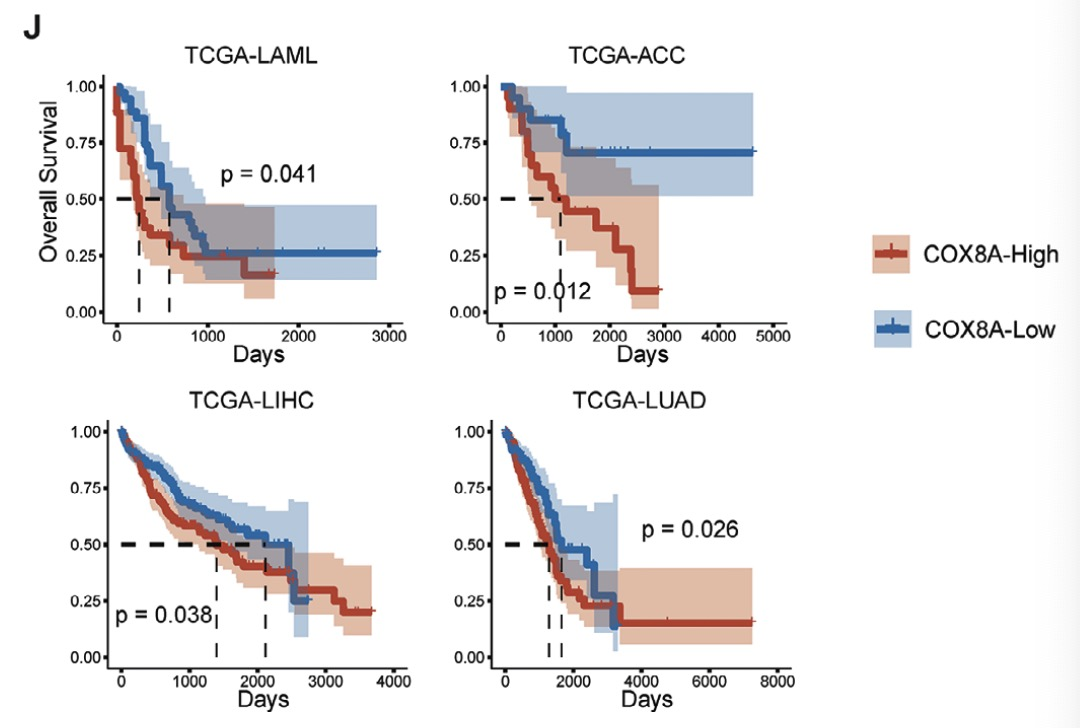 J
TCGA-LAML
TCGA-ACC
Overall Survival
1.00
0.75
0.50
0.25
0.00
p = 0.041
0 1000 2000 3000
Days
1.00
0.75
0.50
0.25
0.00
p = 0.012
0 1000 2000 3000 4000 5000
Days
COX8A-High
COX8A-Low
TCGA-LIHC
TCGA-LUAD
1.00
0.75
0.50
0.25
0.00
p = 0.038
0 1000 2000 3000 4000
Days
1.00
0.75
0.50
0.25
0.00
p = 0.026
0 2000 4000 6000 8000
Days